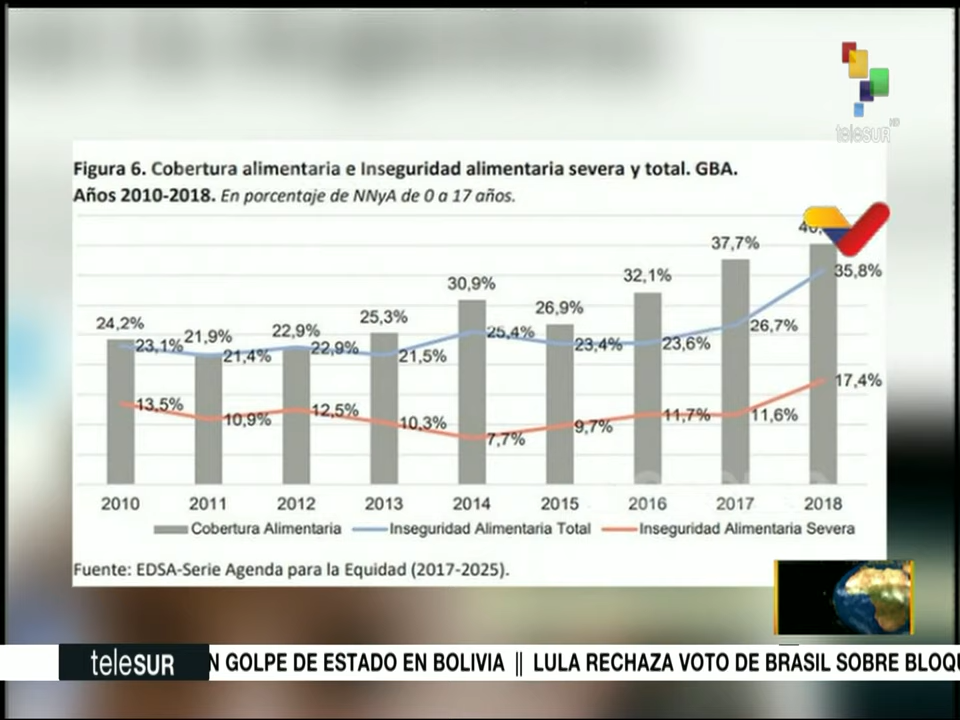 teleSUR HD
Figura 6. Cobertura alimentaria e Inseguridad alimentaria severa y total. GBA.
Años 2010-2018. En porcentaje de NNyA de 0 a 17 años.
24,2% 21,9% 22,9% 25,3% 30,9% 26,9% 32,1% 37,7%
23,1% 21,4% 22,9% 21,5% 25,4% 23,4% 23,6% 26,7% 35,8%
13,5% 10,9% 12,5% 10,3% 7,7% 9,7% 11,7% 11,6% 17,4%
2010 2011 2012 2013 2014 2015 2016 2017 2018
Cobertura Alimentaria Inseguridad Alimentaria Total Inseguridad Alimentaria Severa
Fuente: EDSA-Serie Agenda para la Equidad (2017-2025).
teleSUR N GOLPE DE ESTADO EN BOLIVIA || LULA RECHAZA VOTO DE BRASIL SOBRE BLOQU